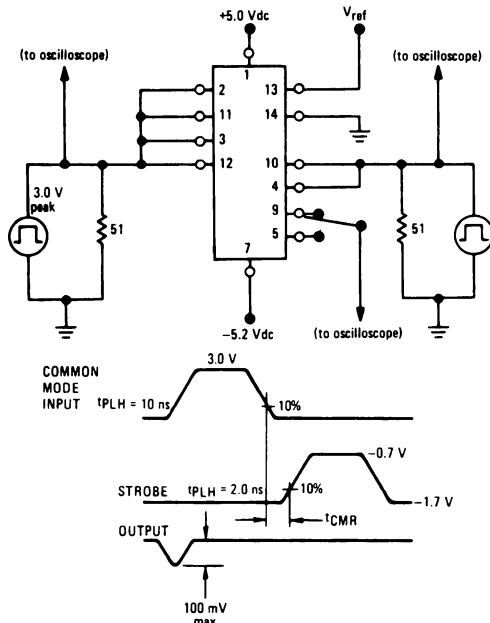 +5.0 Vdc
V ref
(to oscilloscope)
(to oscilloscope)
1
2
13
11
14
3
12
10
4
9
5
7
3.0 V
peak
51
51
−5.2 Vdc
(to oscilloscope)
COMMON
MODE
INPUT
3.0 V
tPLH = 10 ns
10%
−0.7 V
STROBE
tPLH = 2.0 ns
10%
−1.7 V
tCMR
OUTPUT
100 mV
max